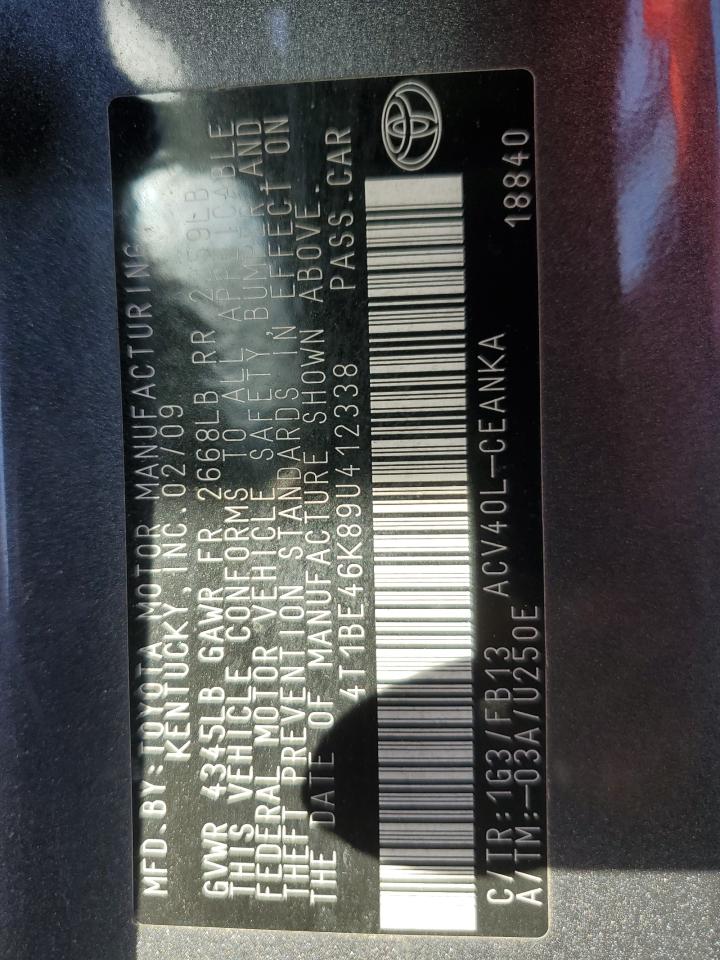 MFD.BY:TOYOTA MOTOR MANUFACTURING,
KENTUCKY, INC. 02/09
GVWR 4345LB GAWR FR 2668LB RR
THIS VEHICLE CONFORMS TO ALL APPLICABLE
FEDERAL MOTOR VEHICLE SAFETY, BUMPER AND
THEFT PREVENTION STANDARDS IN EFFECT ON
THE DATE OF MANUFACTURE SHOWN ABOVE.
4T1BE46K89U412338 PASS.CAR
C/TR:1G3/FB13 ACV40L-CEANKA 18840
A/TM:-03A/U250E